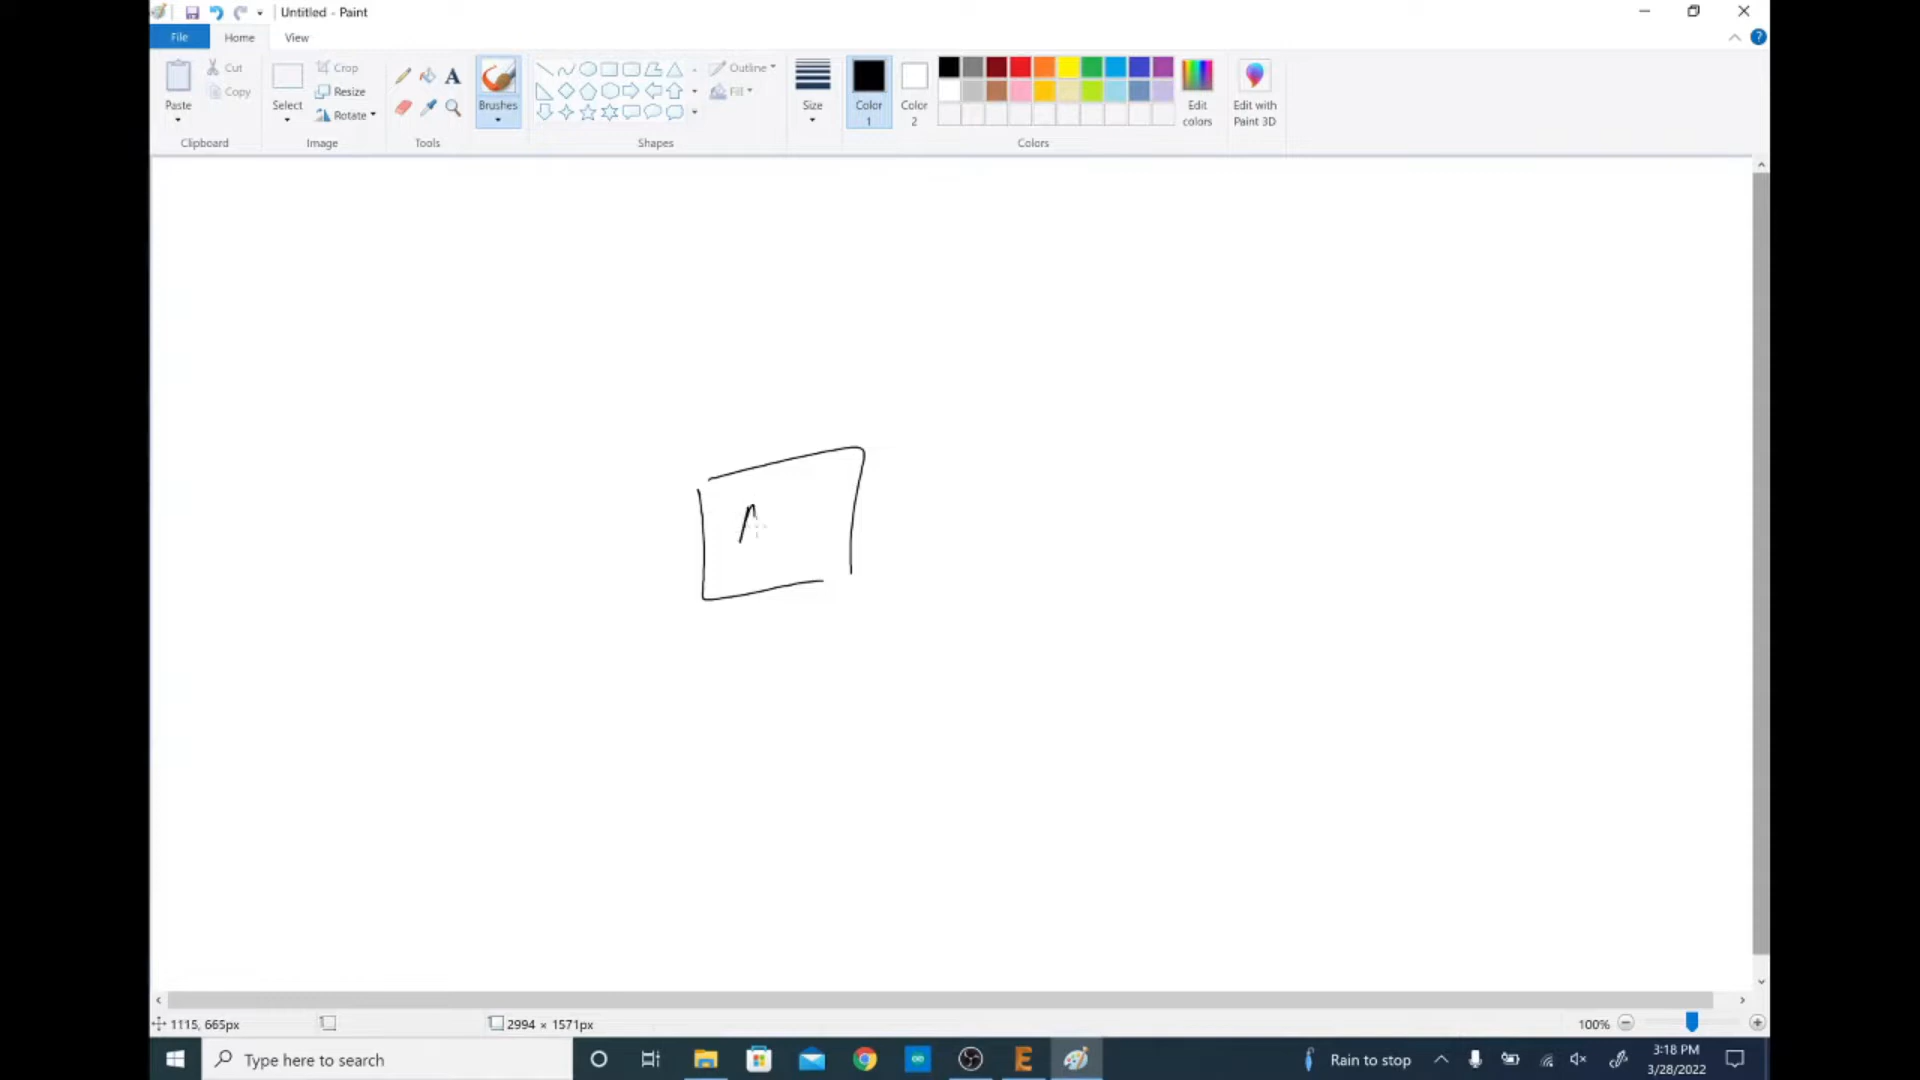 Untitled - Paint
File Home View
Paste
Cut
Copy
Clipboard
Select
Crop
Resize
Rotate
Image
A
Tools
Brushes
Outline
Fill
Shapes
Size
Color 1
Color 2
Edit colors
Colors
Edit with Paint 3D
1115, 665px
2994 × 1571px
100%
Type here to search
Rain to stop
3:18 PM
3/28/2022